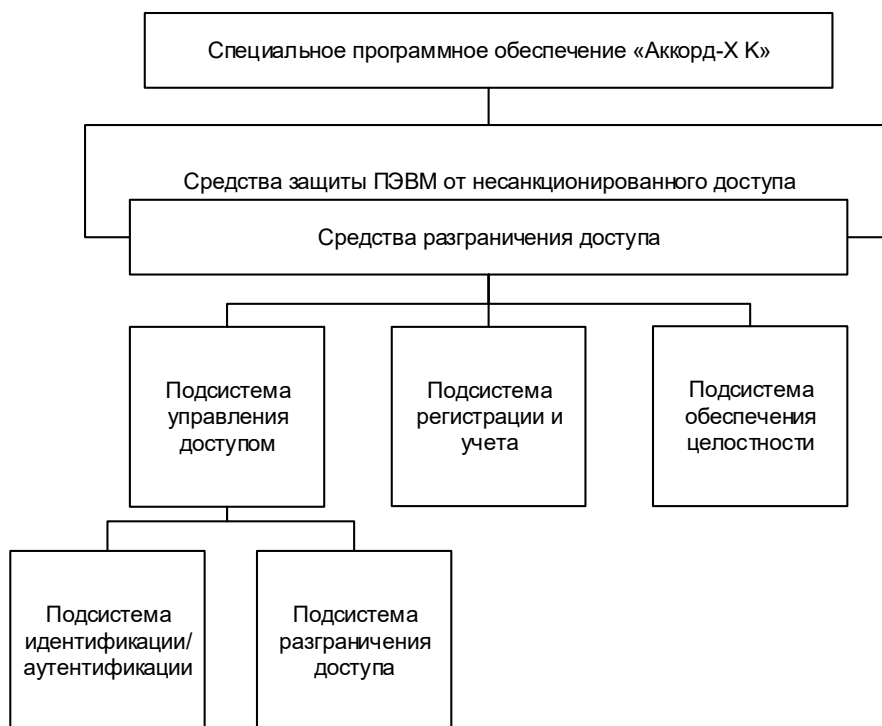 Специальное программное обеспечение «Аккорд-X К»
Средства защиты ПЭВМ от несанкционированного доступа
Средства разграничения доступа
Подсистема
управления
доступом
Подсистема
регистрации и
учета
Подсистема
обеспечения
целостности
Подсистема
идентификации/
аутентификации
Подсистема
разграничения
доступа